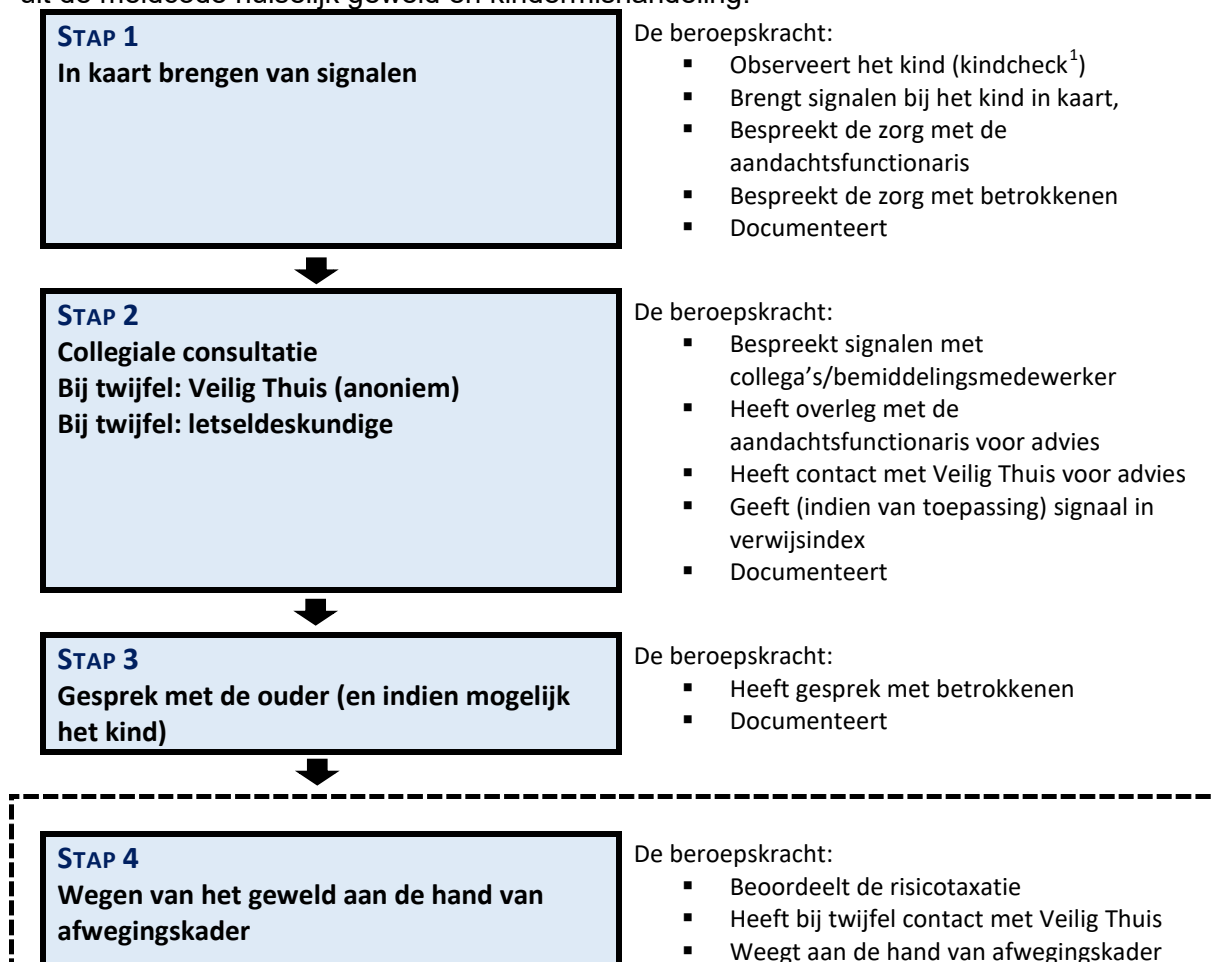 uit de meldcode huiselijk geweld en kindermishandeling.
STAP 1
In kaart brengen van signalen
De beroepskracht:
▪ Observeert het kind (kindcheck1)
▪ Brengt signalen bij het kind in kaart,
▪ Bespreekt de zorg met de
aandachtsfunctionaris
▪ Bespreekt de zorg met betrokkenen
▪ Documenteert
STAP 2
Collegiale consultatie
Bij twijfel: Veilig Thuis (anoniem)
Bij twijfel: letseldeskundige
De beroepskracht:
▪ Bespreekt signalen met
collega’s/bemiddelingsmedewerker
▪ Heeft overleg met de
aandachtsfunctionaris voor advies
▪ Heeft contact met Veilig Thuis voor advies
▪ Geeft (indien van toepassing) signaal in
verwijsindex
▪ Documenteert
STAP 3
Gesprek met de ouder (en indien mogelijk
het kind)
De beroepskracht:
▪ Heeft gesprek met betrokkenen
▪ Documenteert
STAP 4
Wegen van het geweld aan de hand van
afwegingskader
De beroepskracht:
▪ Beoordeelt de risicotaxatie
▪ Heeft bij twijfel contact met Veilig Thuis
▪ Weegt aan de hand van afwegingskader